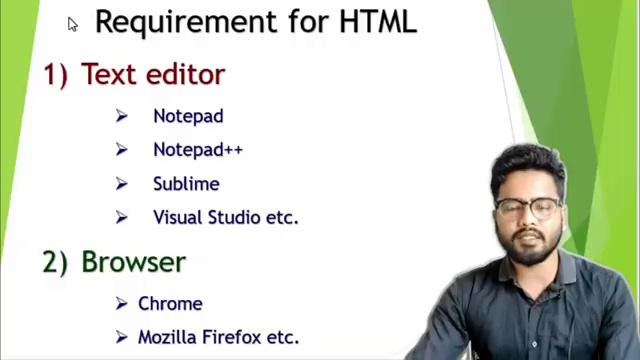 Requirement for HTML
1) Text editor
Notepad
Notepad++
Sublime
Visual Studio etc.
2) Browser
Chrome
Mozilla Firefox etc.